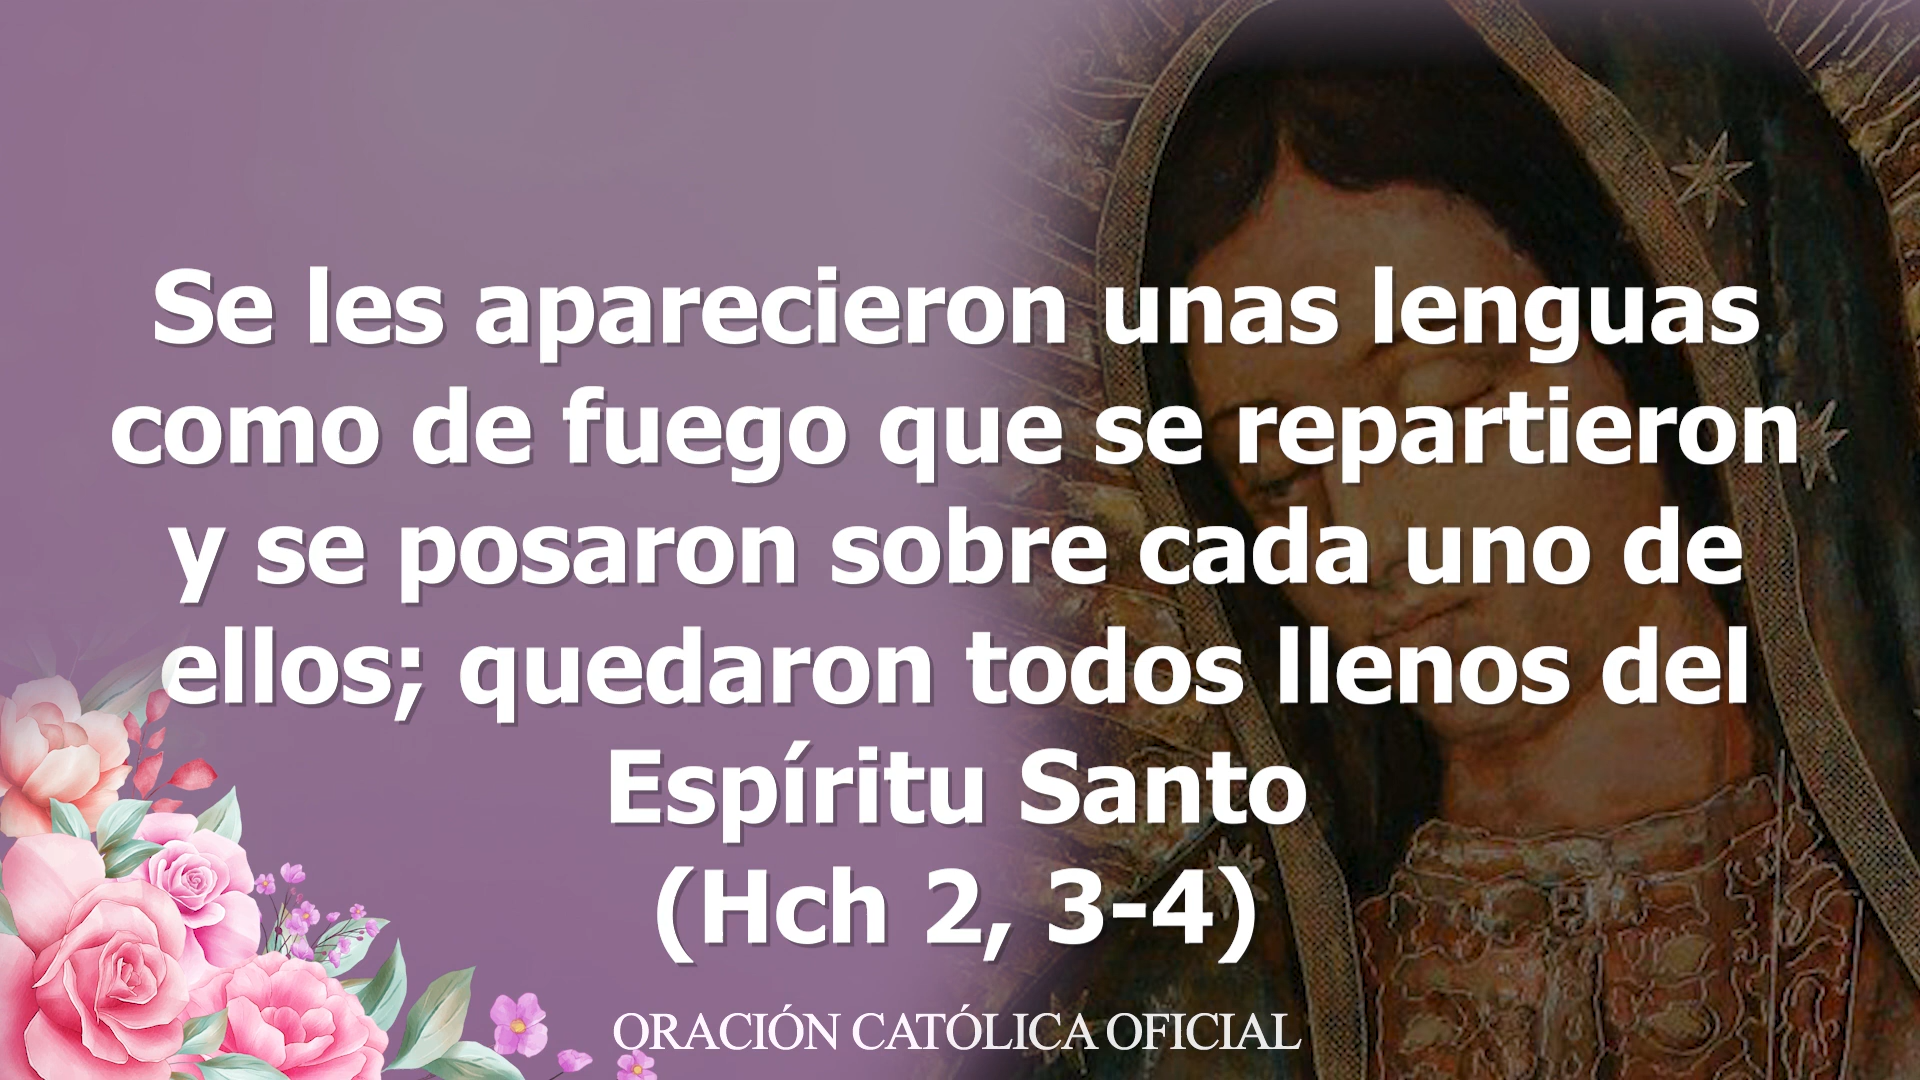 Se les aparecieron unas lenguas
como de fuego que se repartieron
y se posaron sobre cada uno de
ellos; quedaron todos llenos del
Espíritu Santo
(Hch 2, 3-4)
ORACIÓN CATÓLICA OFICIAL